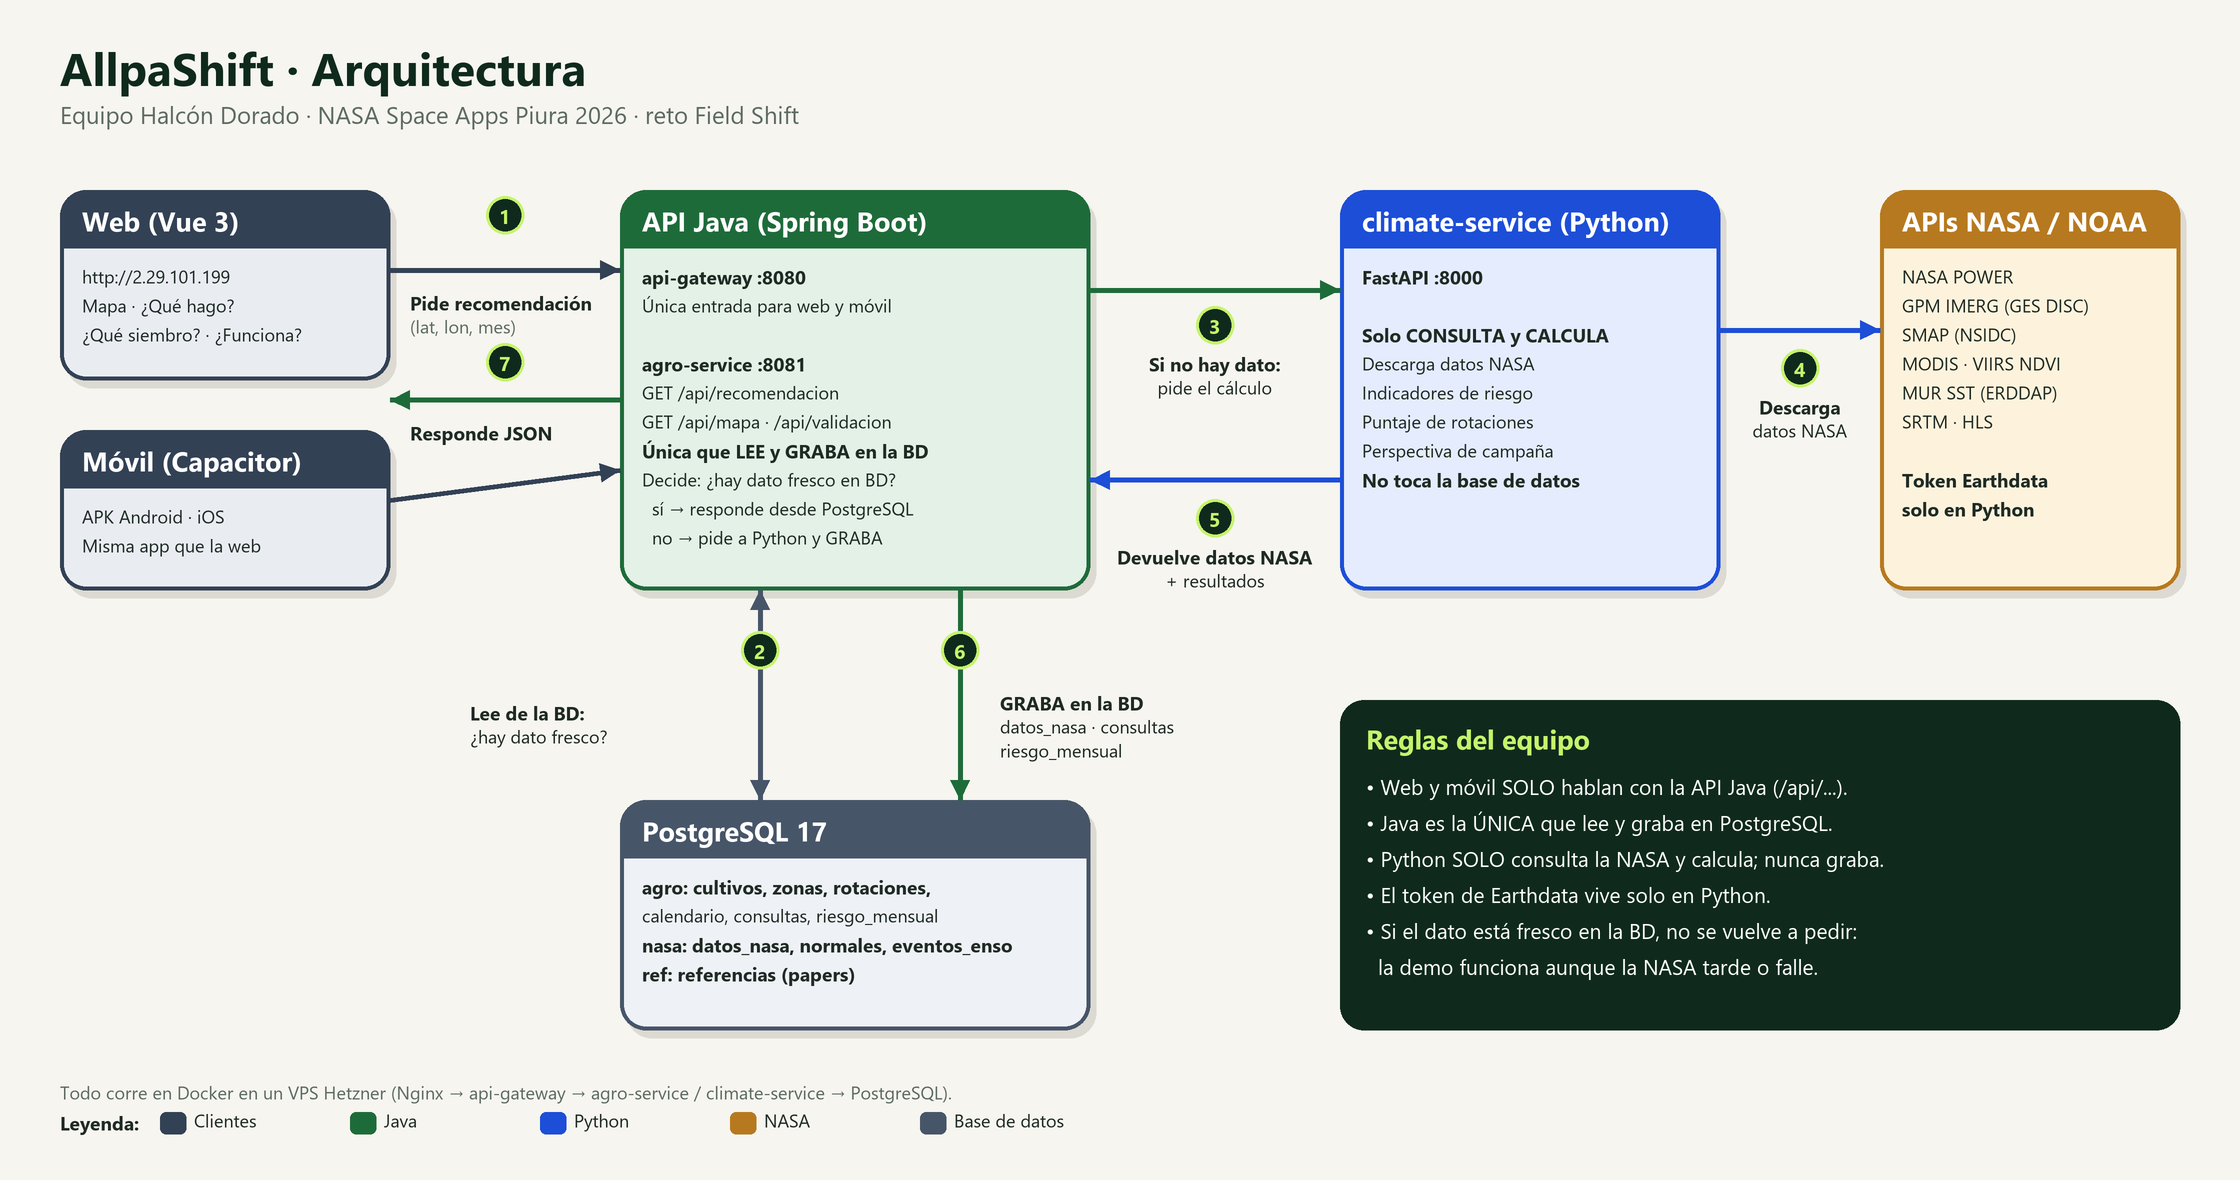 AllpaShift · Arquitectura
Equipo Halcón Dorado · NASA Space Apps Piura 2026 · reto Field Shift
Web (Vue 3)
http://2.29.101.199
Mapa · ¿Qué hago?
¿Qué siembro? · ¿Funciona?
Móvil (Capacitor)
APK Android · iOS
Misma app que la web
1
Pide recomendación
(lat, lon, mes)
7
Responde JSON
API Java (Spring Boot)
api-gateway :8080
Única entrada para web y móvil
agro-service :8081
GET /api/recomendacion
GET /api/mapa · /api/validacion
Única que LEE y GRABA en la BD
Decide: ¿hay dato fresco en BD?
sí → responde desde PostgreSQL
no → pide a Python y GRABA
3
Si no hay dato:
pide el cálculo
5
Devuelve datos NASA
+ resultados
climate-service (Python)
FastAPI :8000
Solo CONSULTA y CALCULA
Descarga datos NASA
Indicadores de riesgo
Puntaje de rotaciones
Perspectiva de campaña
No toca la base de datos
4
Descarga
datos NASA
APIs NASA / NOAA
NASA POWER
GPM IMERG (GES DISC)
SMAP (NSIDC)
MODIS · VIIRS NDVI
MUR SST (ERDDAP)
SRTM · HLS
Token Earthdata
solo en Python
2
Lee de la BD:
¿hay dato fresco?
6
GRABA en la BD
datos_nasa · consultas
riesgo_mensual
PostgreSQL 17
agro: cultivos, zonas, rotaciones,
calendario, consultas, riesgo_mensual
nasa: datos_nasa, normales, eventos_enso
ref: referencias (papers)
Reglas del equipo
• Web y móvil SOLO hablan con la API Java (/api/...).
• Java es la ÚNICA que lee y graba en PostgreSQL.
• Python SOLO consulta la NASA y calcula; nunca graba.
• El token de Earthdata vive solo en Python.
• Si el dato está fresco en la BD, no se vuelve a pedir:
la demo funciona aunque la NASA tarde o falle.
Todo corre en Docker en un VPS Hetzner (Nginx → api-gateway → agro-service / climate-service → PostgreSQL).
Leyenda: Clientes Java Python NASA Base de datos